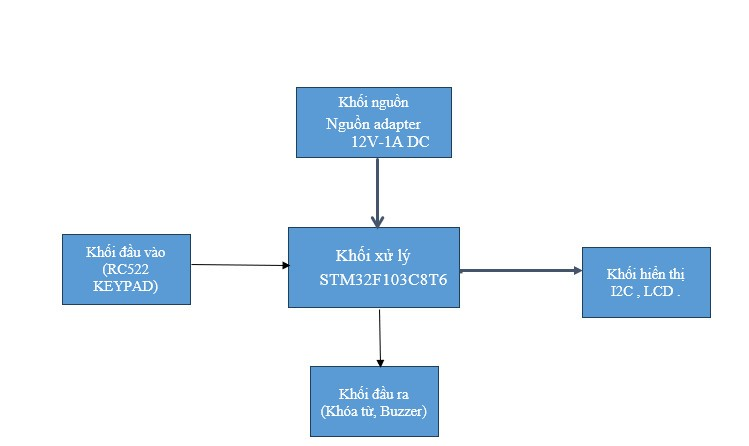 Khối nguồn
Nguồn adapter
12V-1A DC
Khối đầu vào
(RC522
KEYPAD)
Khối xử lý
STM32F103C8T6
Khối hiển thị
I2C , LCD .
Khối đầu ra
(Khóa từ, Buzzer)